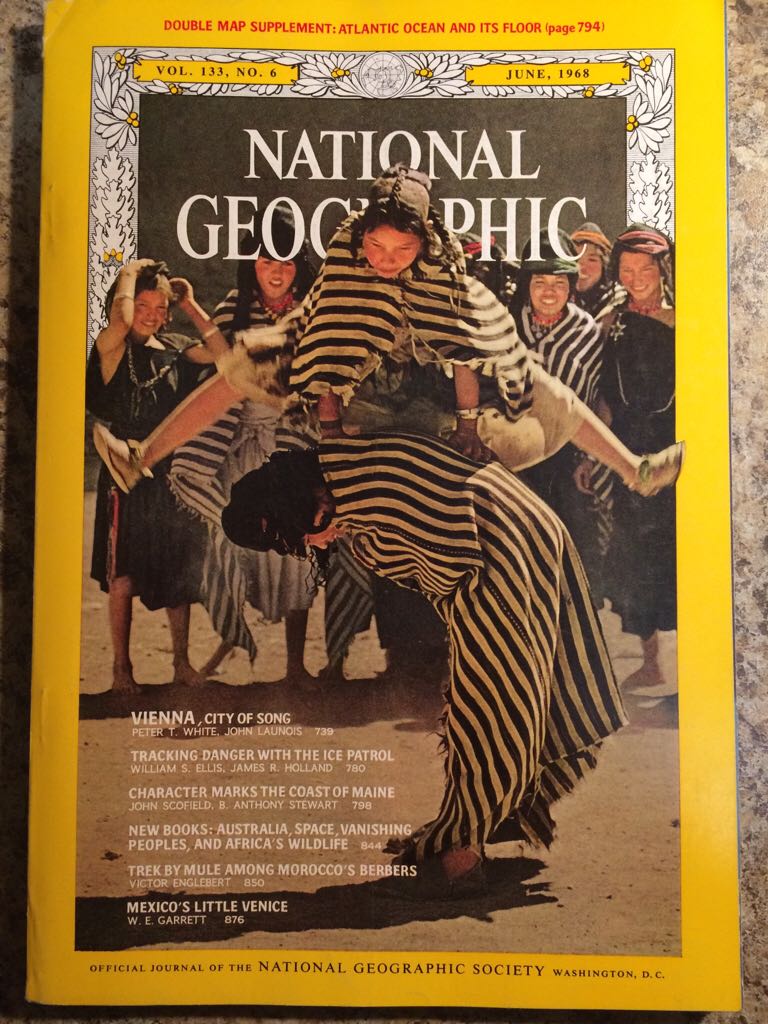 DOUBLE MAP SUPPLEMENT: ATLANTIC OCEAN AND ITS FLOOR (page 794)
VOL. 133, NO. 6
JUNE, 1968
NATIONAL
GEOGRAPHIC
VIENNA, CITY OF SONG
PETER T. WHITE, JOHN LAUNOIS 739
TRACKING DANGER WITH THE ICE PATROL
WILLIAM S. ELLIS, JAMES R. HOLLAND 780
CHARACTER MARKS THE COAST OF MAINE
JOHN SCOFIELD, B. ANTHONY STEWART 798
NEW BOOKS: AUSTRALIA, SPACE, VANISHING
PEOPLES, AND AFRICA'S WILDLIFE 844
TREK BY MULE AMONG MOROCCO'S BERBERS
VICTOR ENGLEBERT 850
MEXICO'S LITTLE VENICE
W. E. GARRETT 876
OFFICIAL JOURNAL OF THE NATIONAL GEOGRAPHIC SOCIETY WASHINGTON, D.C.